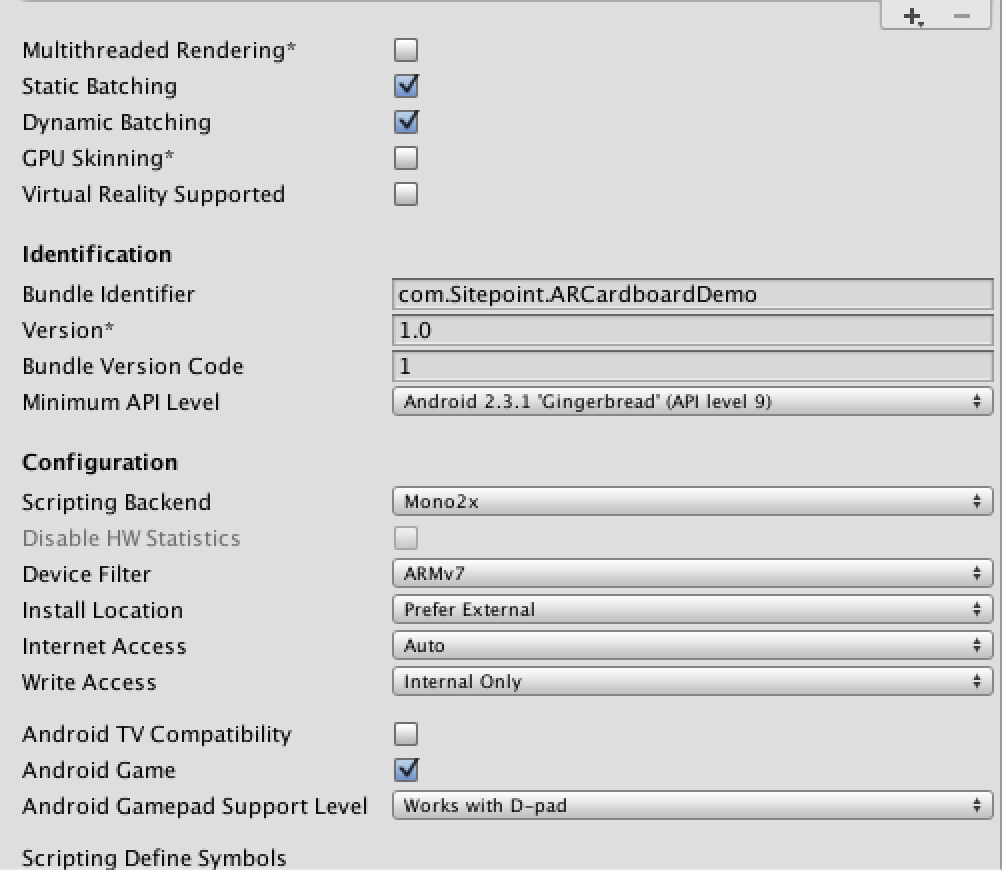 Multithreaded Rendering*
Static Batching
Dynamic Batching
GPU Skinning*
Virtual Reality Supported
Identification
Bundle Identifier com.Sitepoint.ARCardboardDemo
Version* 1.0
Bundle Version Code 1
Minimum API Level Android 2.3.1 'Gingerbread' (API level 9)
Configuration
Scripting Backend Mono2x
Disable HW Statistics
Device Filter ARMv7
Install Location Prefer External
Internet Access Auto
Write Access Internal Only
Android TV Compatibility
Android Game
Android Gamepad Support Level Works with D-pad
Scripting Define Symbols